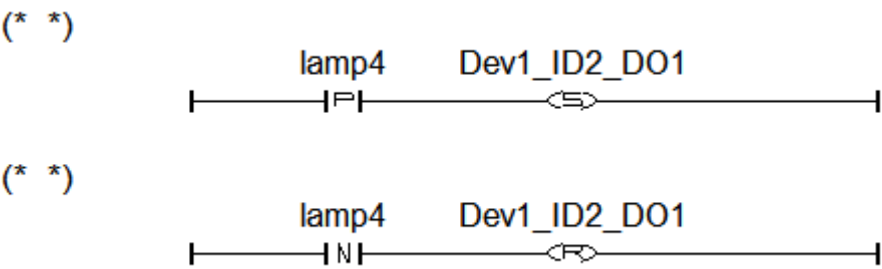 (* *)
lamp4 Dev1_ID2_DO1
P S
(* *)
lamp4 Dev1_ID2_DO1
N R